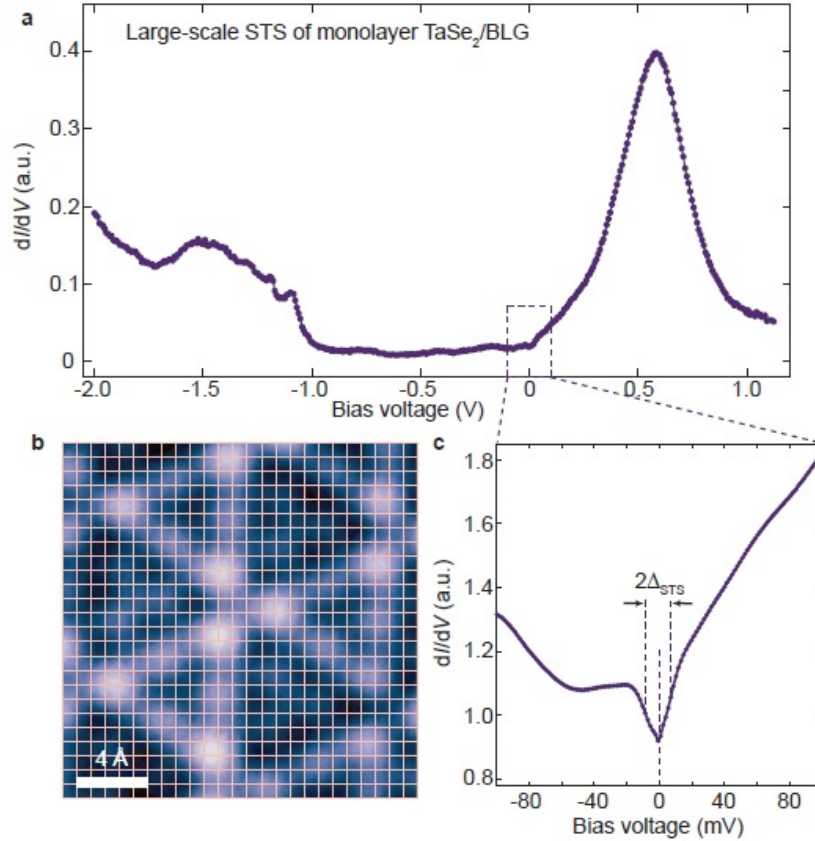 a
Large-scale STS of monolayer TaSe₂/BLG
dI/dV (a.u.)
0.4
0.3
0.2
0.1
0
-2.0 -1.5 -1.0 -0.5 0 0.5 1.0
Bias voltage (V)
b
4 Å
c
dI/dV (a.u.)
1.8
1.6
1.4
1.2
1.0
0.8
2Δ_STS
-80 -40 0 40 80
Bias voltage (mV)